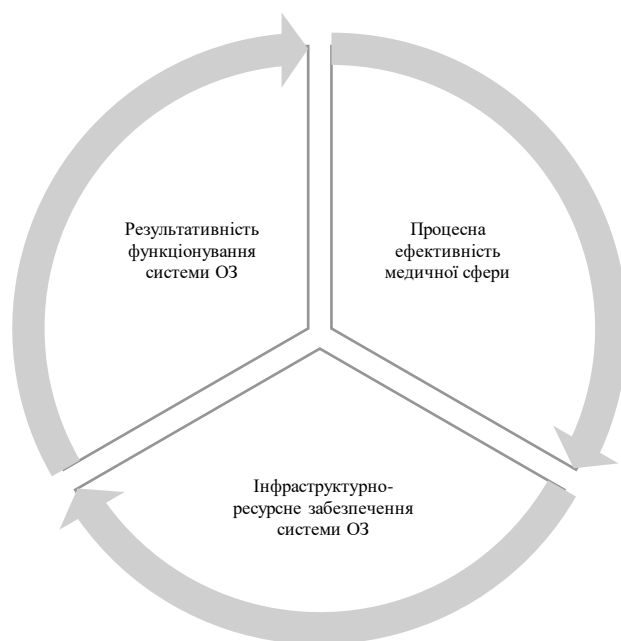 Результативність
функціонування
системи ОЗ
Процесна
ефективність
медичної сфери
Інфраструктурно-
ресурсне забезпечення
системи ОЗ